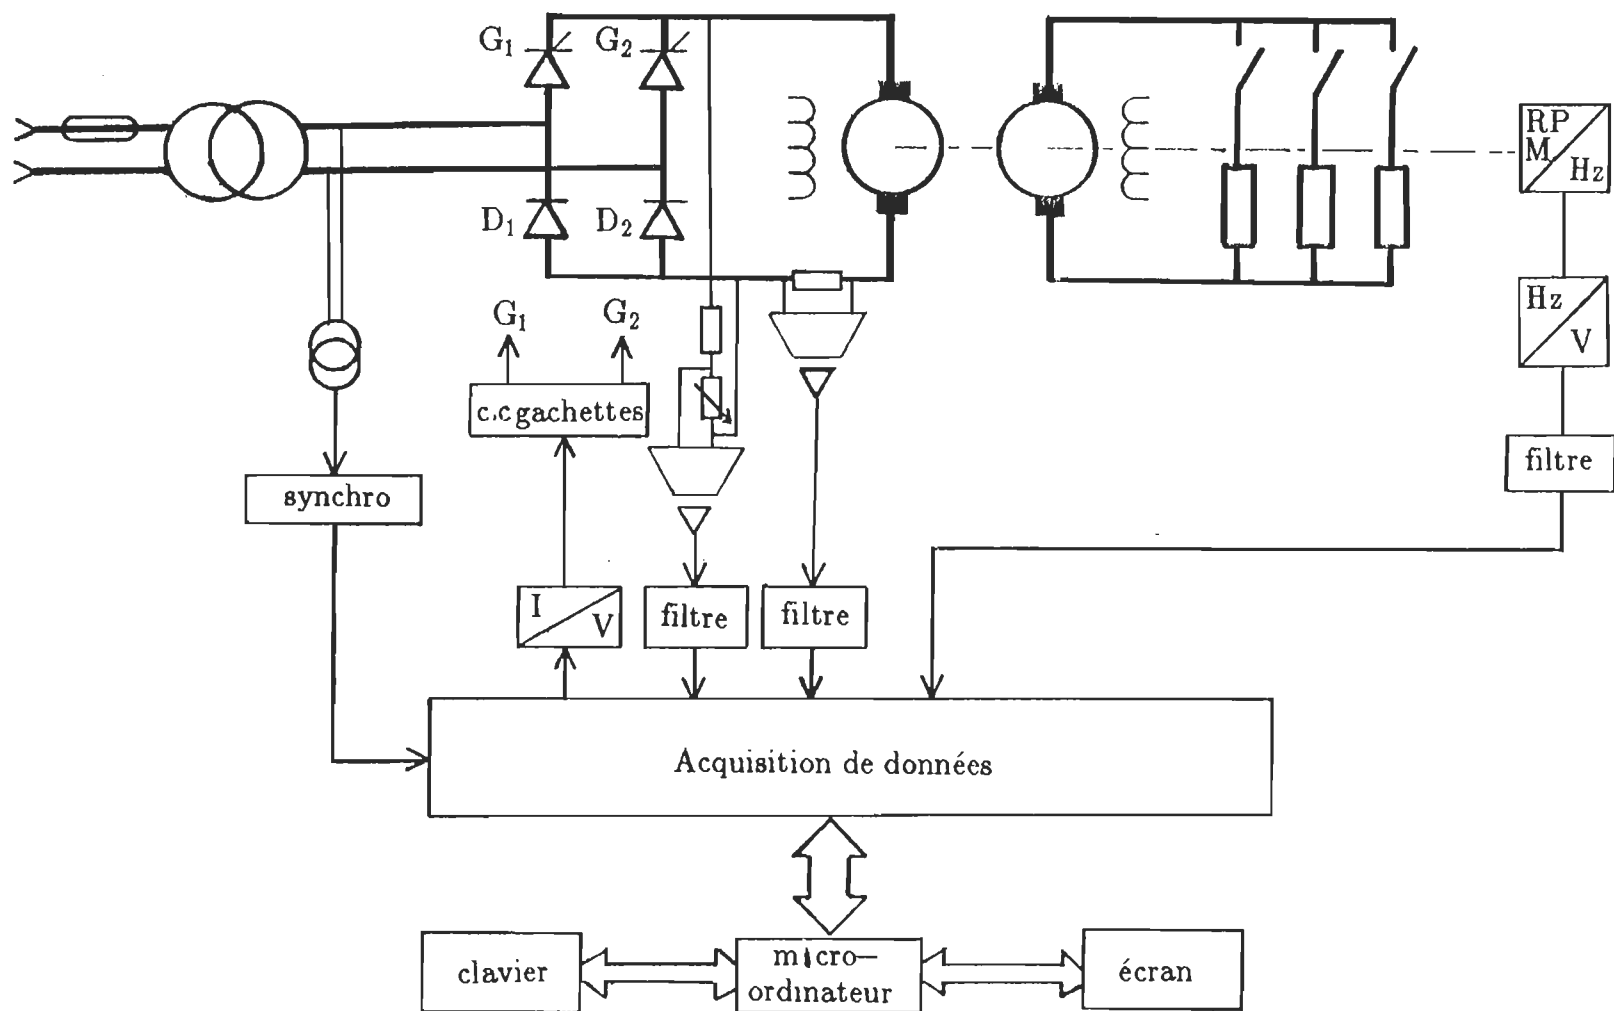 G₁
G₂
RP
M
Hz
D₁
D₂
Hz
V
G₁
G₂
c.c gachettes
filtre
synchro
I
V
filtre
filtre
Acquisition de données
clavier
micro–
ordinateur
écran